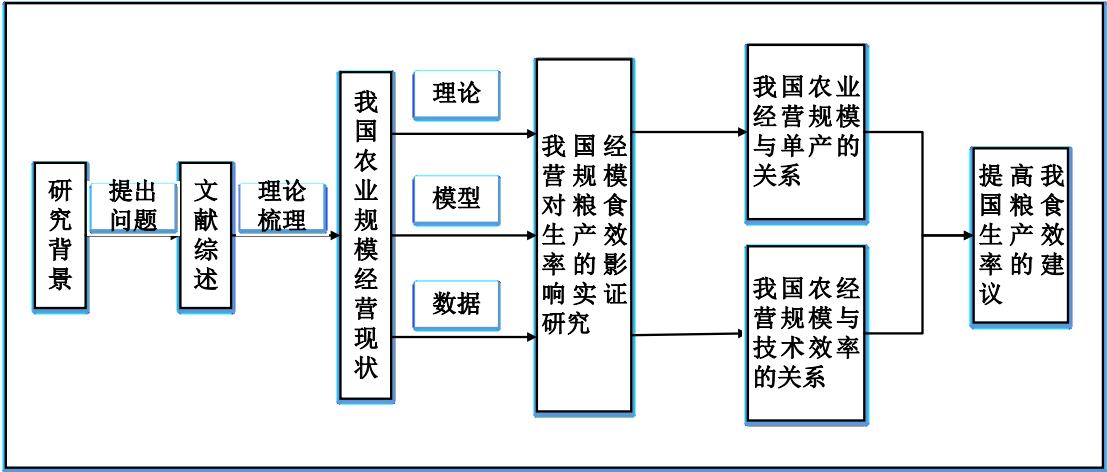 研
究
背
景
提出
问题
文
献
综
述
理论
梳理
我
国
农
业
规
模
经
营
现
状
理论
模型
数据
我国经
营规模
对粮食
生产效
率的影
响实证
研究
我国农业
经营规模
与单产的
关系
我国农经
营规模与
技术效率
的关系
提高我
国粮食
生产效
率的建
议